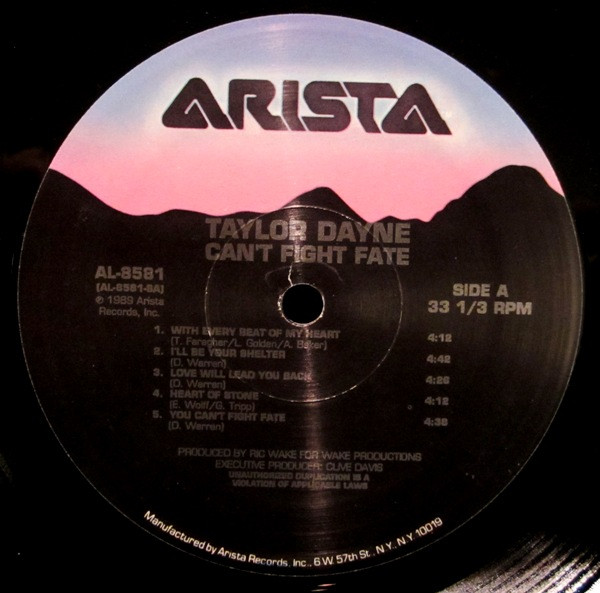 ARISTA
TAYLOR DAYNE
CAN'T FIGHT FATE
AL-8581
(AL-8581-SA)
℗ 1989 Arista
Records, Inc.
SIDE A
33 1/3 RPM
1. WITH EVERY BEAT OF MY HEART 4:12
(T. Faragher/L. Golden/A. Baker)
2. I'LL BE YOUR SHELTER 4:42
(D. Warren)
3. LOVE WILL LEAD YOU BACK 4:26
(D. Warren)
4. HEART OF STONE 4:12
(E. Wolff/G. Tripp)
5. YOU CAN'T FIGHT FATE 4:36
(D. Warren)
PRODUCED BY RIC WAKE FOR WAKE PRODUCTIONS
EXECUTIVE PRODUCER: CLIVE DAVIS
UNAUTHORIZED DUPLICATION IS A
VIOLATION OF APPLICABLE LAWS
Manufactured by Arista Records, Inc., 6 W. 57th St., N.Y., N.Y. 10019